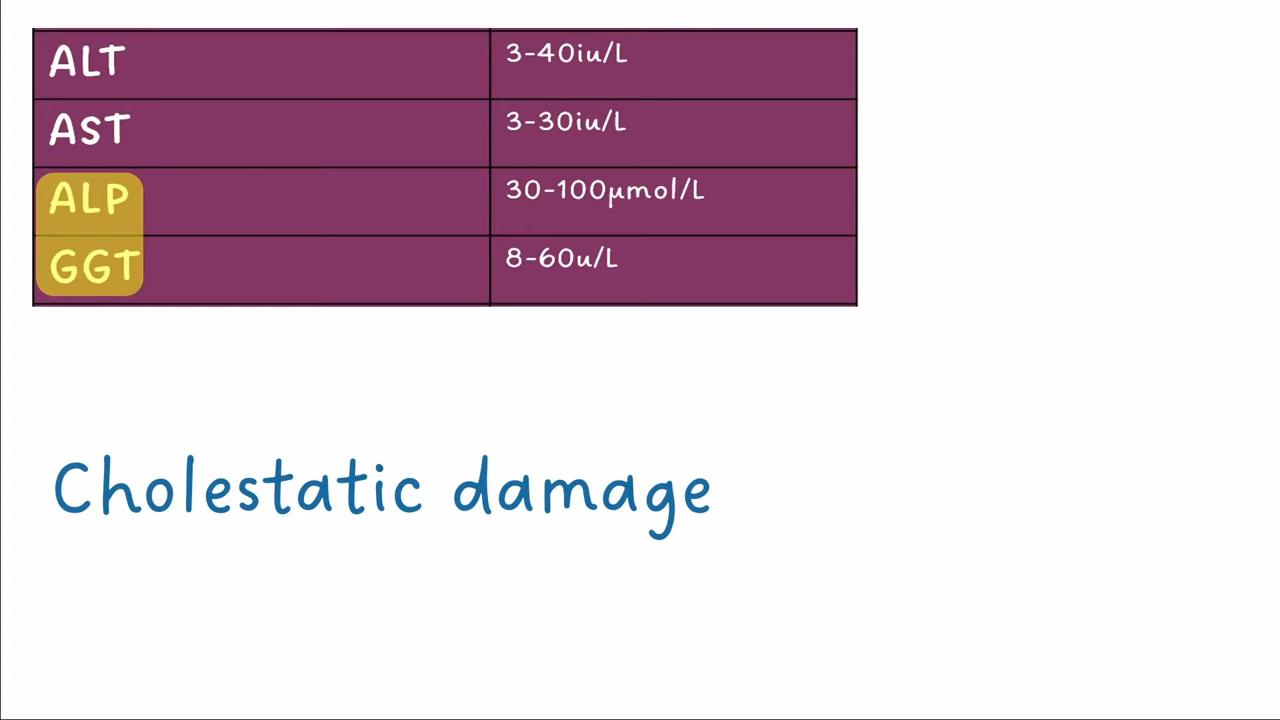 ALT 3-40iu/L
AST 3-30iu/L
ALP 30-100µmol/L
GGT 8-60u/L
Cholestatic damage